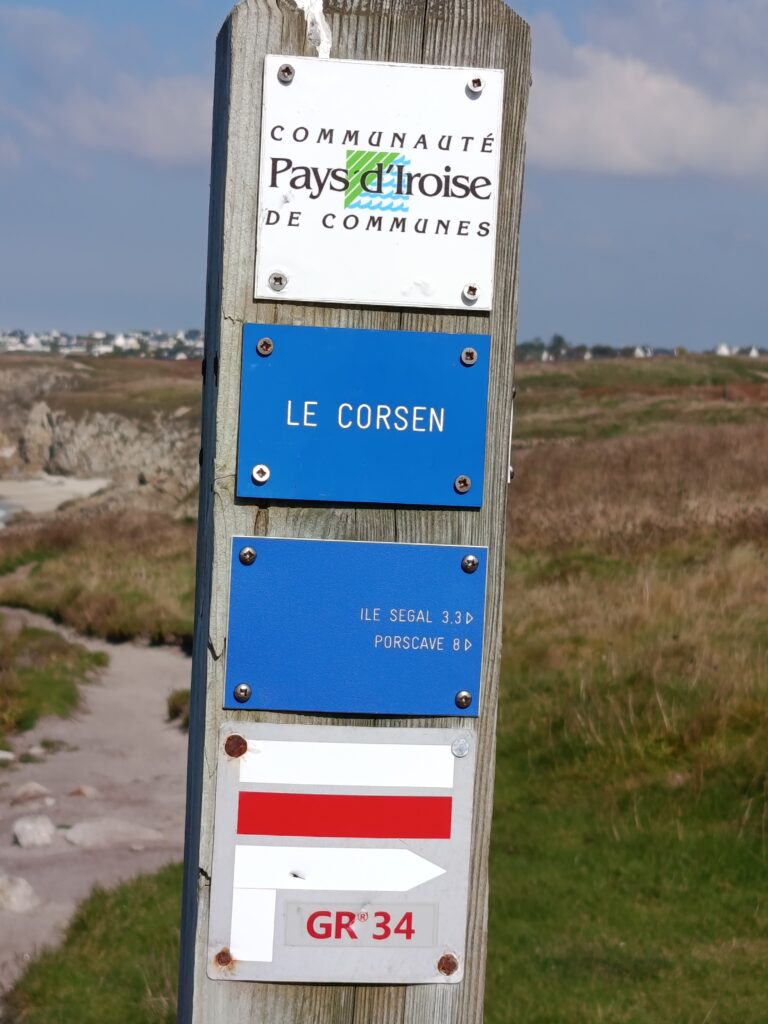 COMMUNAUTÉ
Pays d'Iroise
DE COMMUNES
LE CORSEN
ILE SEGAL 3.3▷
PORSCAVE 8▷
GR® 34